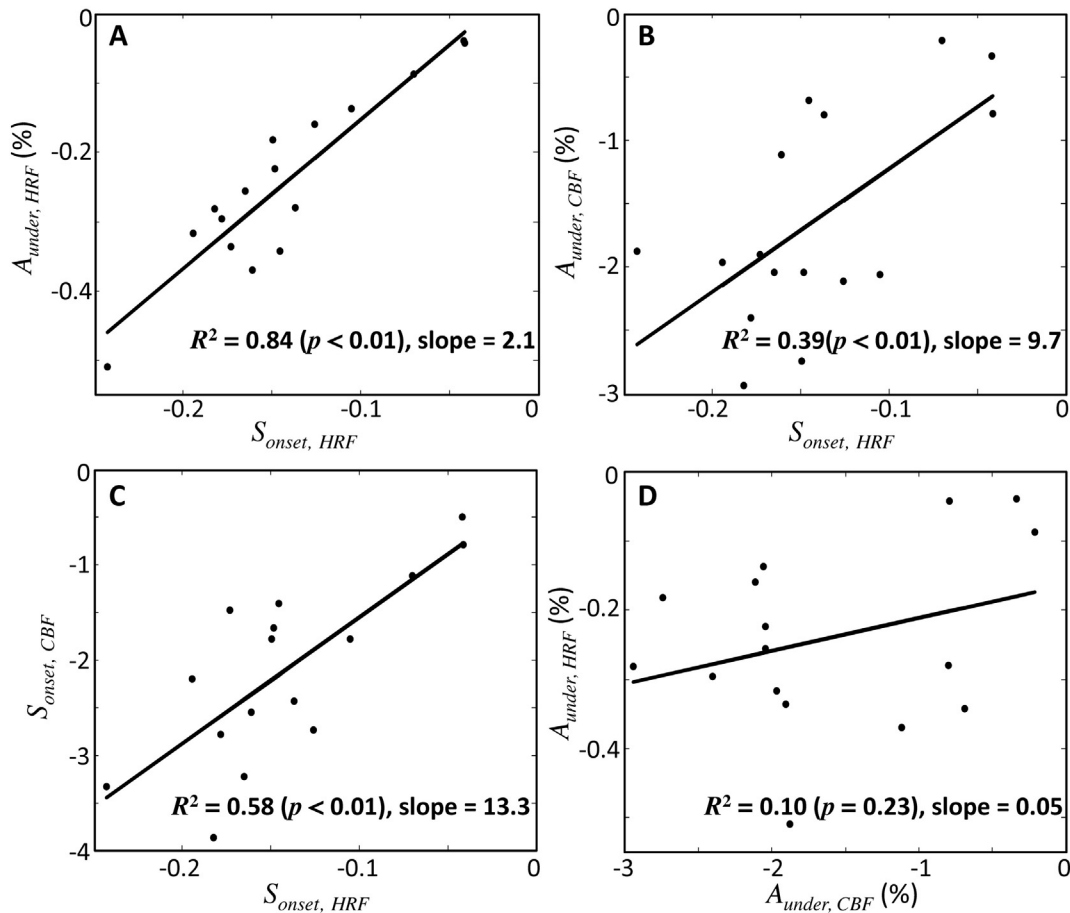 A
0
-0.2
-0.4
A_under, HRF (%)
R² = 0.84 (p < 0.01), slope = 2.1
-0.2 -0.1 0
S_onset, HRF
B
0
-1
-2
-3
A_under, CBF (%)
R² = 0.39(p < 0.01), slope = 9.7
-0.2 -0.1 0
S_onset, HRF
C
0
-1
-2
-3
-4
S_onset, CBF
R² = 0.58 (p < 0.01), slope = 13.3
-0.2 -0.1 0
S_onset, HRF
D
0
-0.2
-0.4
A_under, HRF (%)
R² = 0.10 (p = 0.23), slope = 0.05
-3 -2 -1 0
A_under, CBF (%)